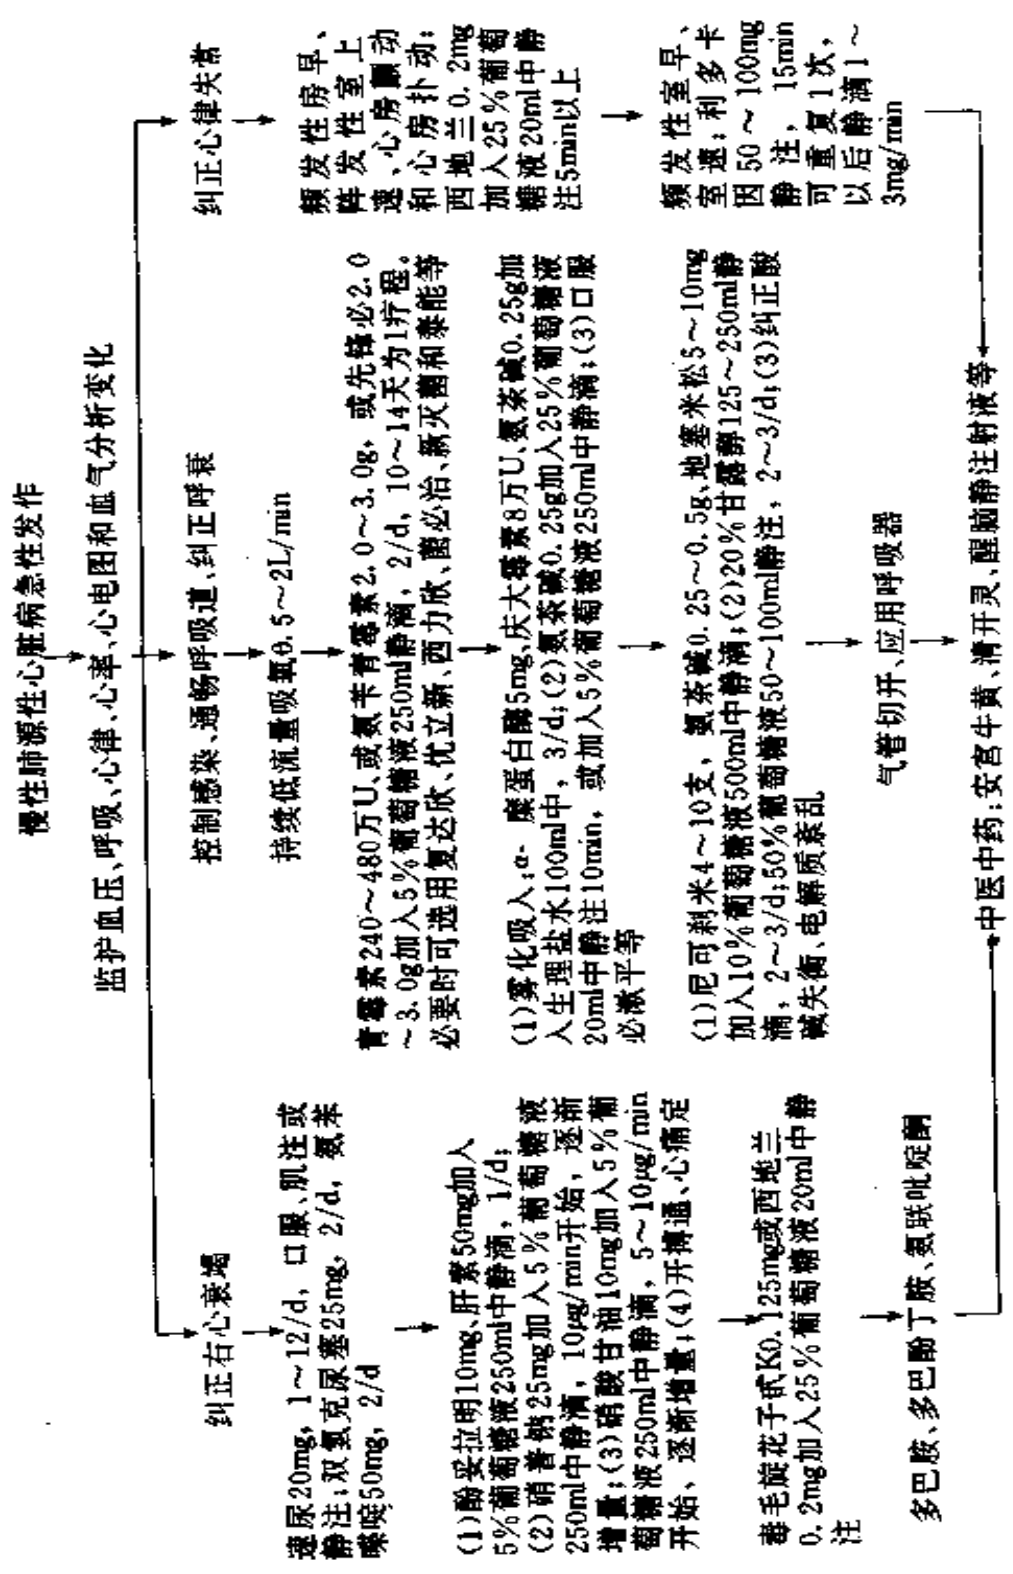 慢性肺源性心脏病急性发作
监护血压、呼吸、心律、心率、心电图和血气分析变化
纠正右心衰竭
速尿20mg，1～12/d，口服、肌注或
静注；双氢克尿塞25mg，2/d，氨苯
喋啶50mg，2/d
(1)酚妥拉明10mg、肝素50mg加入
5%葡萄糖液250ml中静滴，1/d；
(2)硝普钠25mg加入5%葡萄糖液
250ml中静滴，10μg/min开始，逐渐
增量；(3)硝酸甘油10mg加入5%葡
萄糖液250ml中静滴，5～10μg/min
开始，逐渐增量；(4)开搏通、心痛定
毒毛旋花子甙K0.125mg或西地兰
0.2mg加入25%葡萄糖液20ml中静
注
多巴胺、多巴酚丁胺、氨联吡啶酮
控制感染、通畅呼吸道、纠正呼衰
持续低流量吸氧0.5～2L/min
青霉素240～480万U、或氨苄青霉素2.0～3.0g，或先锋必2.0
～3.0g加入5%葡萄糖液250ml静滴，2/d，10～14天为1疗程。
必要时可选用复达欣、优立新、西力欣、菌必治、新灭菌和泰能等
(1)雾化吸入：α-糜蛋白酶5mg、庆大霉素8万U、氨茶碱0.25g加
入生理盐水100ml中，3/d；(2)氨茶碱0.25g加入25%葡萄糖液
20ml中静注10min，或加入5%葡萄糖液250ml中静滴；(3)口服
必漱平等
(1)尼可刹米4～10支，氨茶碱0.25～0.5g、地塞米松5～10mg
加入10%葡萄糖液500ml中静滴；(2)20%甘露醇125～250ml静
滴，2～3/d；50%葡萄糖液50～100ml静注，2～3/d；(3)纠正酸
碱失衡、电解质紊乱
气管切开、应用呼吸器
纠正心律失常
频发性房早、
阵发性室上
速、心房颤动
和心房扑动：
西地兰0.2mg
加入25%葡萄
糖液20ml中静
注5min以上
频发性室早、
室速：利多卡
因50～100mg
静注，15min
可重复1次，
以后静滴1～
3mg/min
中医中药：安宫牛黄、清开灵、醒脑静注射液等